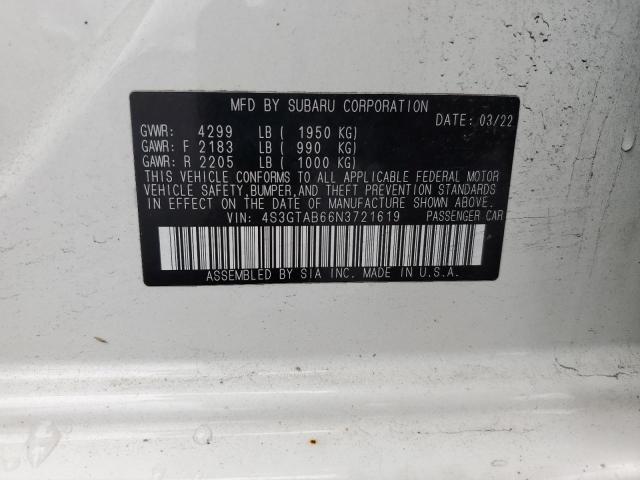 MFD BY SUBARU CORPORATION
DATE: 03/22
GVWR: 4299 LB ( 1950 KG)
GAWR: F 2183 LB ( 990 KG)
GAWR: R 2205 LB ( 1000 KG)
THIS VEHICLE CONFORMS TO ALL APPLICABLE FEDERAL MOTOR
VEHICLE SAFETY,BUMPER,AND THEFT PREVENTION STANDARDS
IN EFFECT ON THE DATE OF MANUFACTURE SHOWN ABOVE.
VIN: 4S3GTAB66N3721619 PASSENGER CAR
ASSEMBLED BY SIA INC. MADE IN U.S.A.